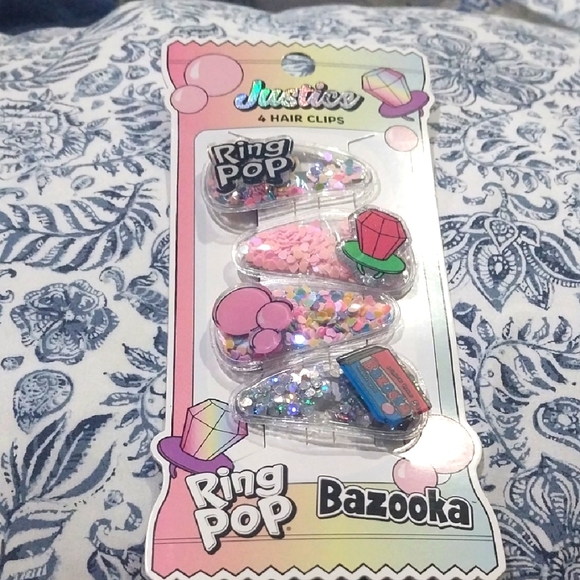 Justice
4 HAIR CLIPS
Ring
POP
Ring
POP®
Bazooka